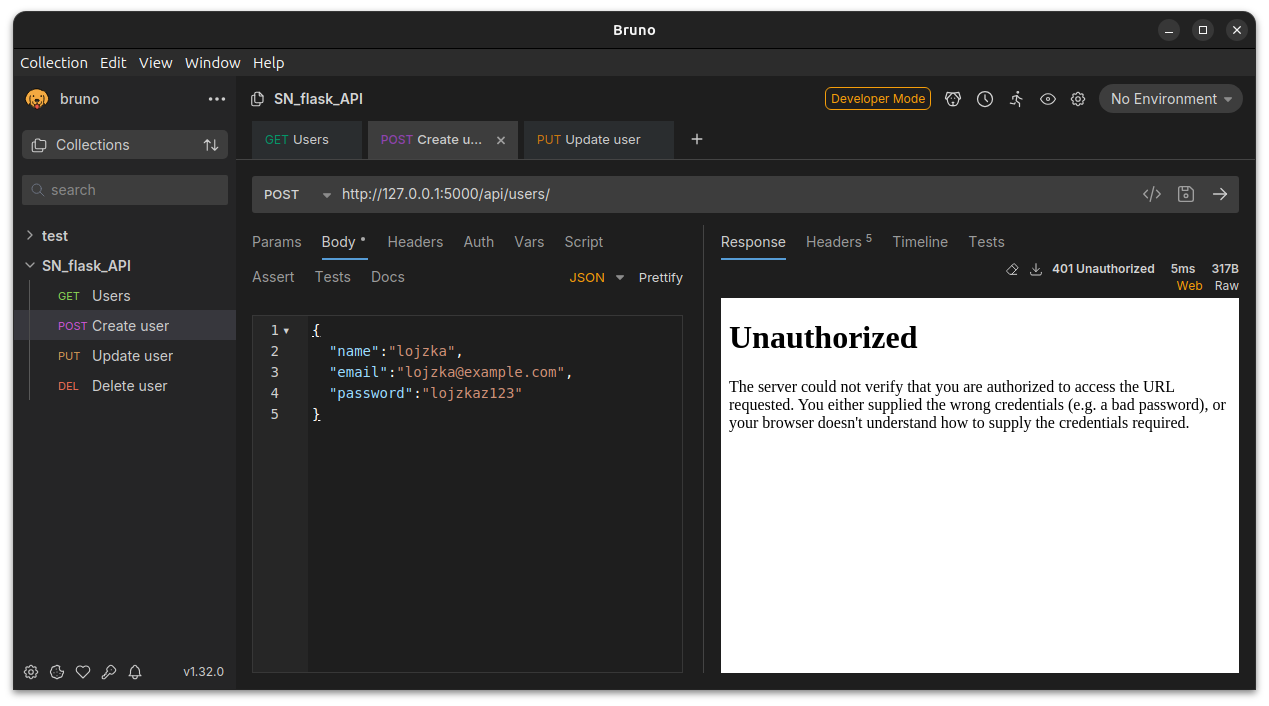 Bruno
Collection Edit View Window Help
bruno
SN_flask_API
Developer Mode
No Environment
Collections
GET Users
POST Create u...
PUT Update user
search
POST http://127.0.0.1:5000/api/users/
test
SN_flask_API
GET Users
POST Create user
PUT Update user
DEL Delete user
Params Body Headers Auth Vars Script
Assert Tests Docs
JSON Prettify
1 {
2 "name":"lojzka",
3 "email":"lojzka@example.com",
4 "password":"lojzkaz123"
5 }
Response Headers 5 Timeline Tests
401 Unauthorized 5ms 317B
Web Raw
Unauthorized
The server could not verify that you are authorized to access the URL
requested. You either supplied the wrong credentials (e.g. a bad password), or
your browser doesn't understand how to supply the credentials required.
v1.32.0